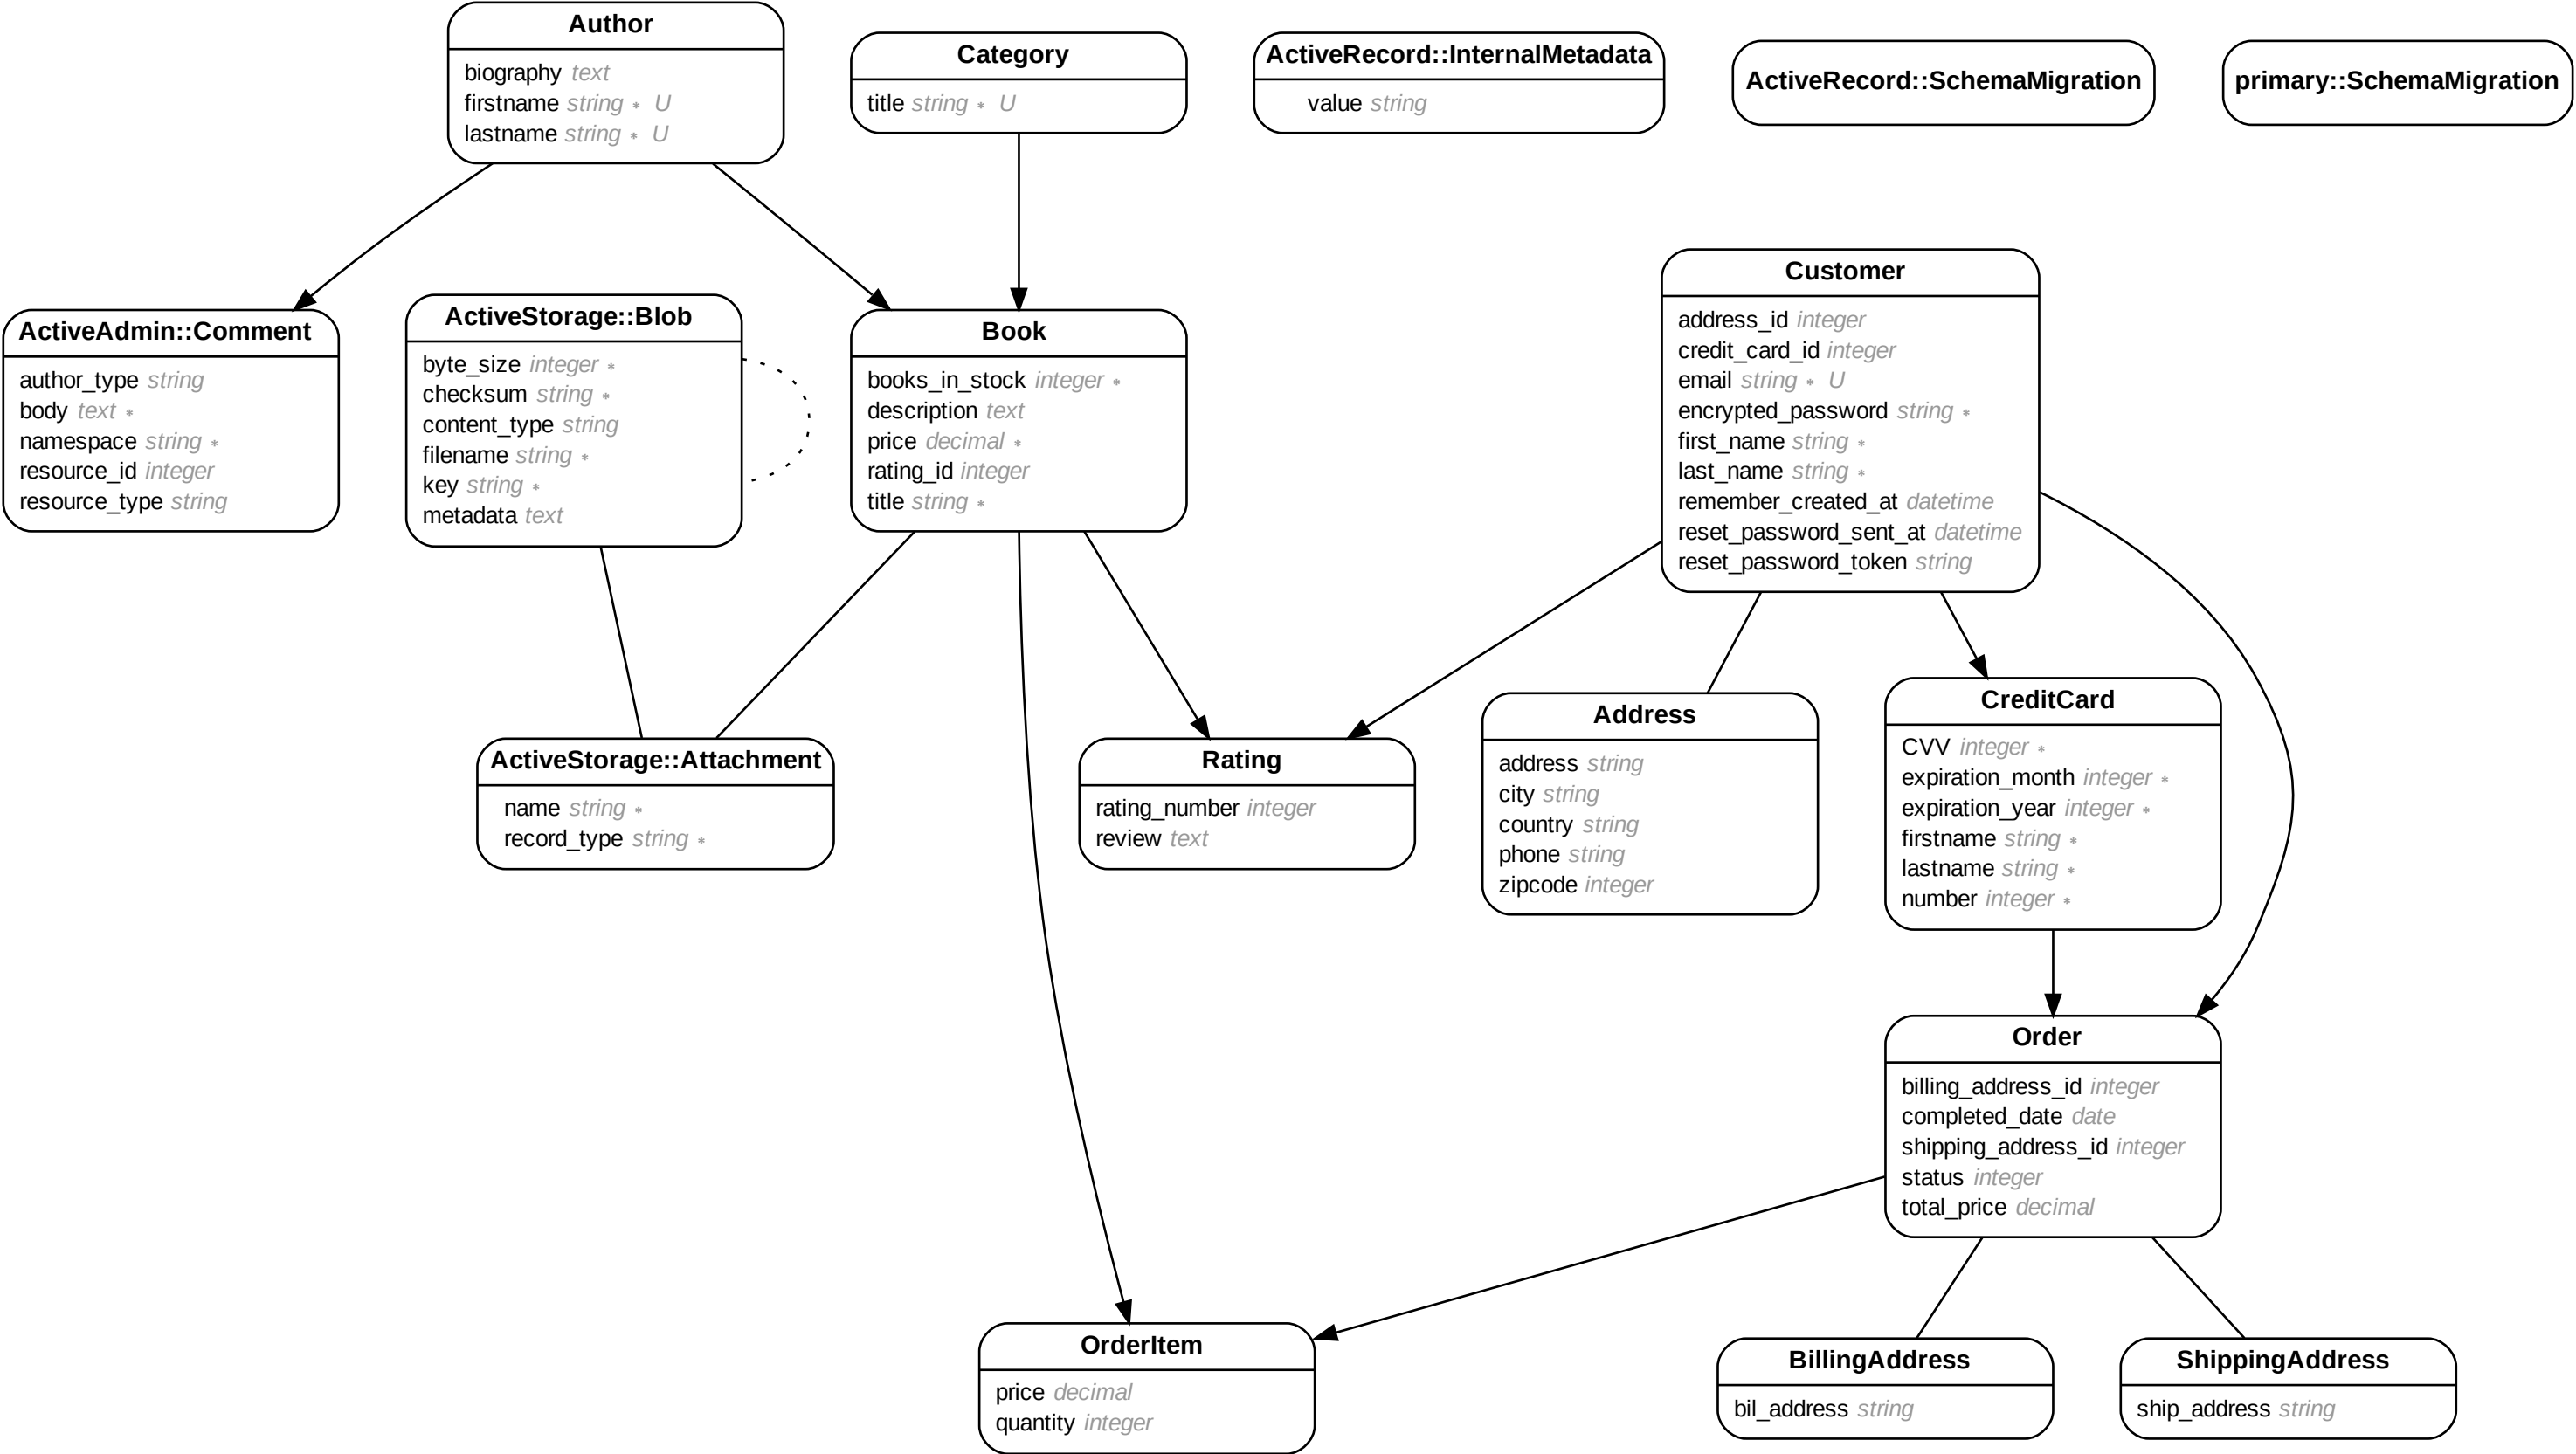 Author
biography text
firstname string * U
lastname string * U
Category
title string * U
ActiveRecord::InternalMetadata
value string
ActiveRecord::SchemaMigration
primary::SchemaMigration
ActiveAdmin::Comment
author_type string
body text *
namespace string *
resource_id integer
resource_type string
ActiveStorage::Blob
byte_size integer *
checksum string *
content_type string
filename string *
key string *
metadata text
Book
books_in_stock integer *
description text
price decimal *
rating_id integer
title string *
Customer
address_id integer
credit_card_id integer
email string * U
encrypted_password string *
first_name string *
last_name string *
remember_created_at datetime
reset_password_sent_at datetime
reset_password_token string
ActiveStorage::Attachment
name string *
record_type string *
Rating
rating_number integer
review text
Address
address string
city string
country string
phone string
zipcode integer
CreditCard
CVV integer *
expiration_month integer *
expiration_year integer *
firstname string *
lastname string *
number integer *
Order
billing_address_id integer
completed_date date
shipping_address_id integer
status integer
total_price decimal
OrderItem
price decimal
quantity integer
BillingAddress
bil_address string
ShippingAddress
ship_address string